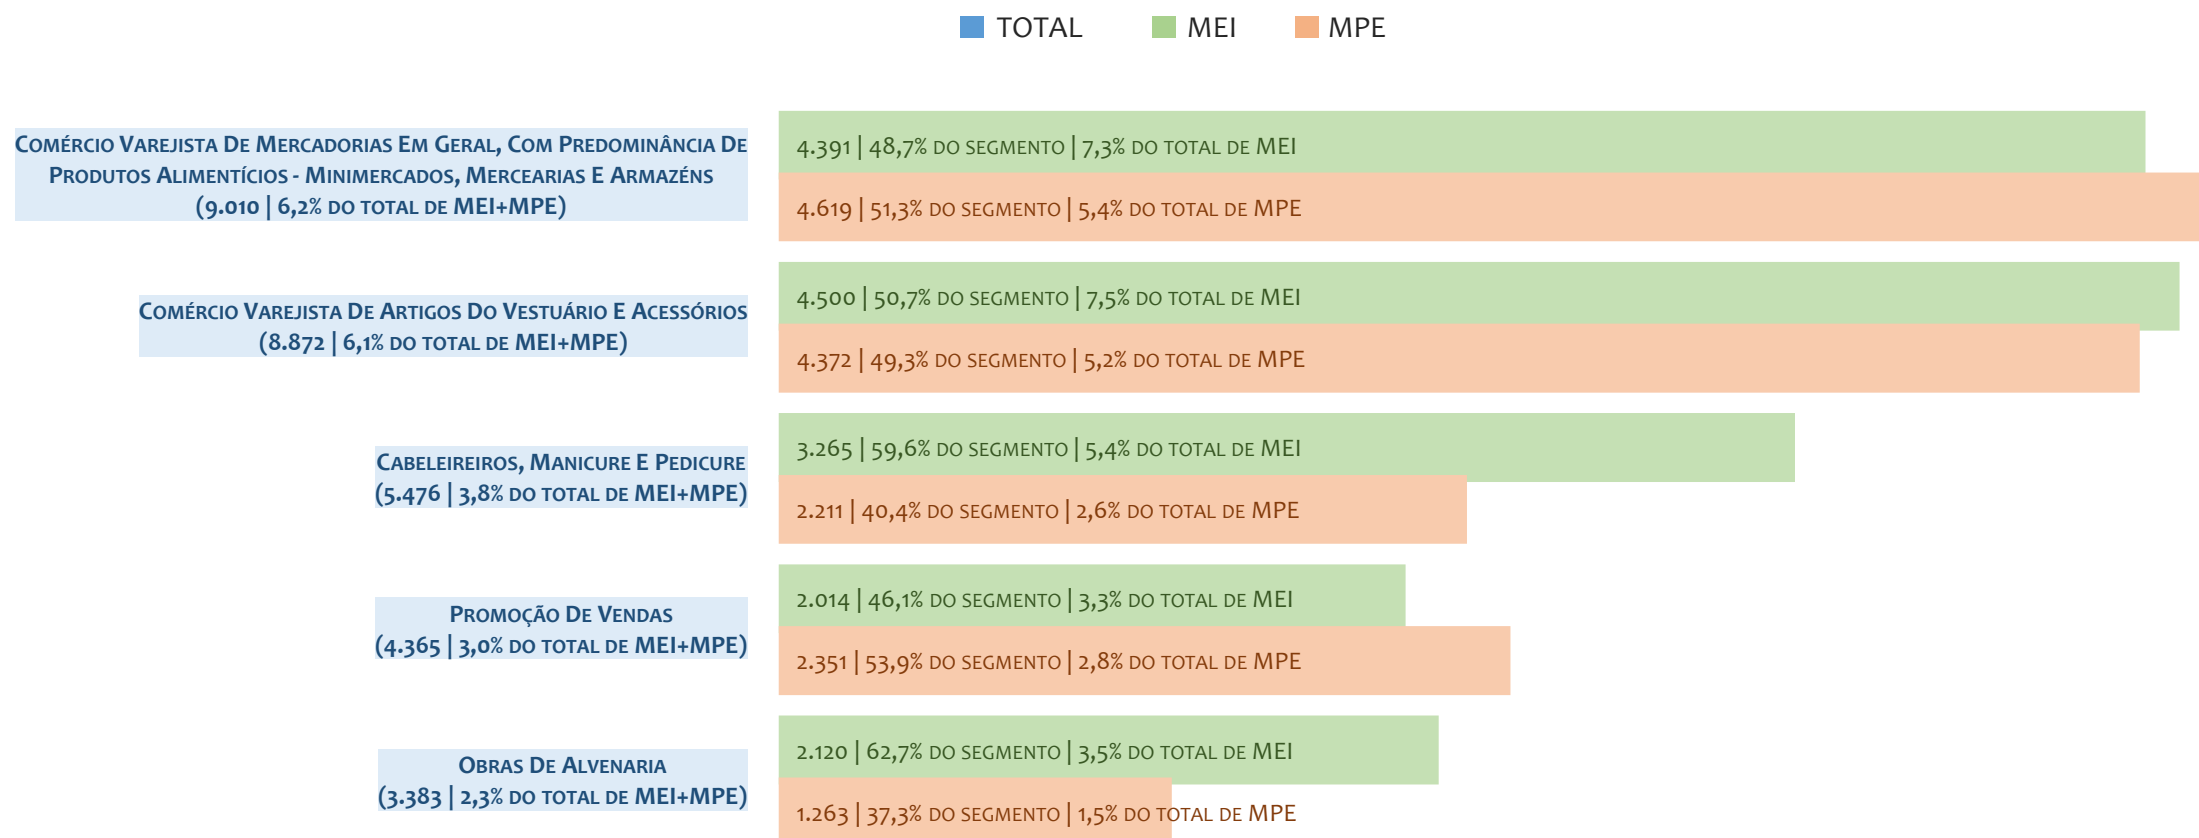 TOTAL MEI MPE
Comércio Varejista De Mercadorias Em Geral, Com Predominância De
Produtos Alimentícios - Minimercados, Mercearias E Armazéns
(9.010 | 6,2% do total de MEI+MPE)
4.391 | 48,7% do segmento | 7,3% do total de MEI
4.619 | 51,3% do segmento | 5,4% do total de MPE
Comércio Varejista De Artigos Do Vestuário E Acessórios
(8.872 | 6,1% do total de MEI+MPE)
4.500 | 50,7% do segmento | 7,5% do total de MEI
4.372 | 49,3% do segmento | 5,2% do total de MPE
Cabeleireiros, Manicure E Pedicure
(5.476 | 3,8% do total de MEI+MPE)
3.265 | 59,6% do segmento | 5,4% do total de MEI
2.211 | 40,4% do segmento | 2,6% do total de MPE
Promoção De Vendas
(4.365 | 3,0% do total de MEI+MPE)
2.014 | 46,1% do segmento | 3,3% do total de MEI
2.351 | 53,9% do segmento | 2,8% do total de MPE
Obras De Alvenaria
(3.383 | 2,3% do total de MEI+MPE)
2.120 | 62,7% do segmento | 3,5% do total de MEI
1.263 | 37,3% do segmento | 1,5% do total de MPE